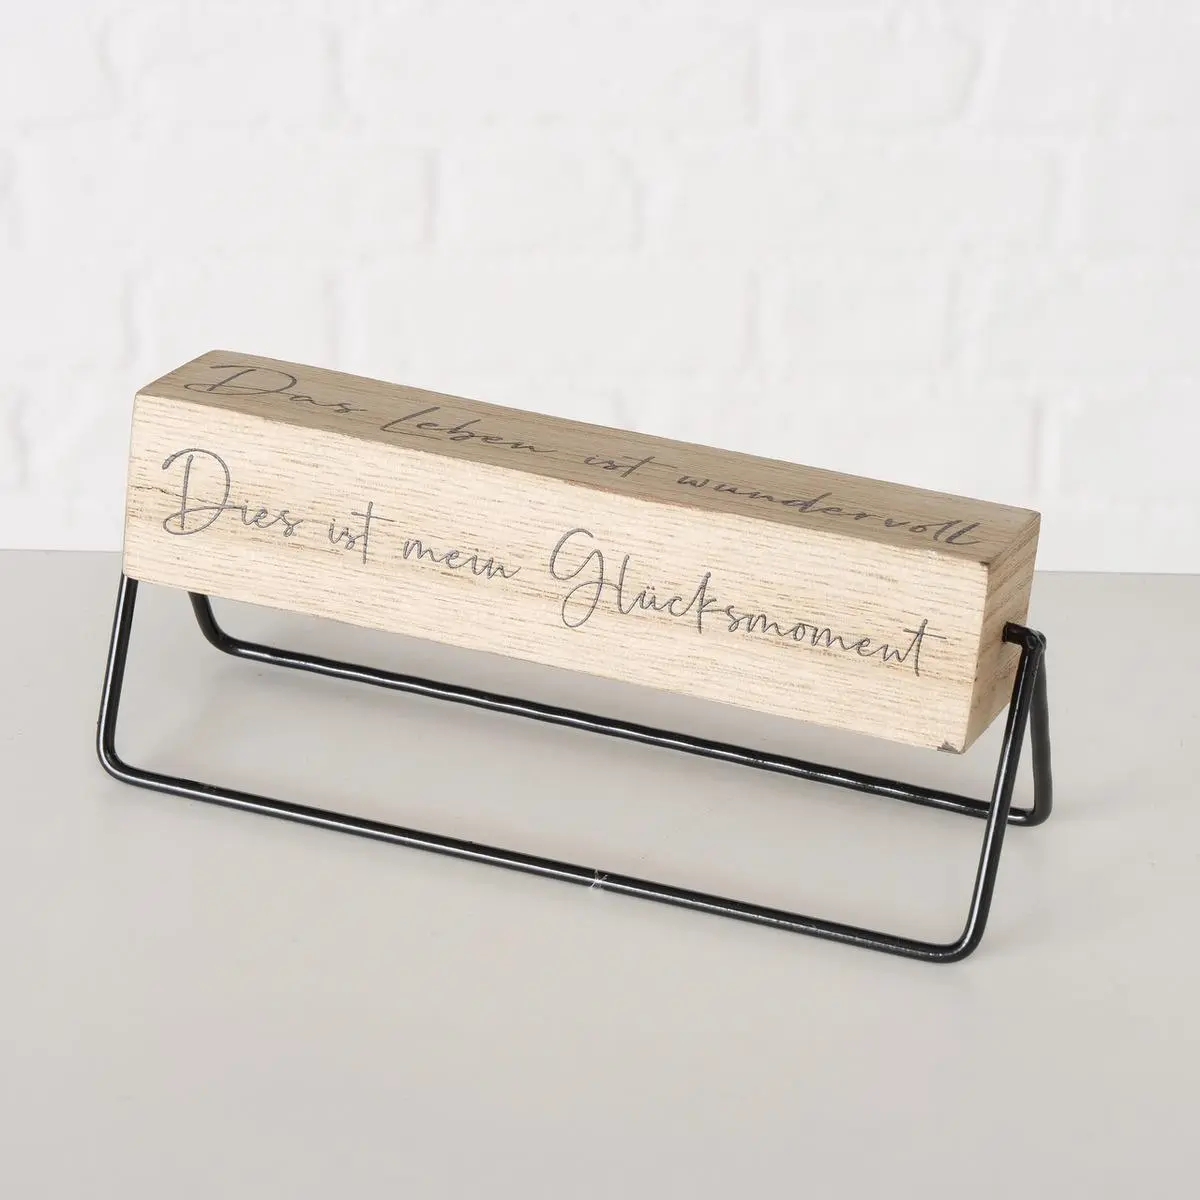 Das Leben ist wundervoll
Dies ist mein Glücksmoment